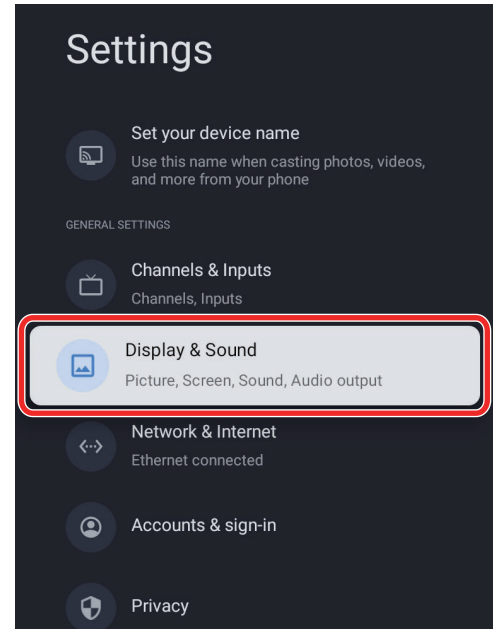 Settings
Set your device name
Use this name when casting photos, videos,
and more from your phone
GENERAL SETTINGS
Channels & Inputs
Channels, Inputs
Display & Sound
Picture, Screen, Sound, Audio output
Network & Internet
Ethernet connected
Accounts & sign-in
Privacy